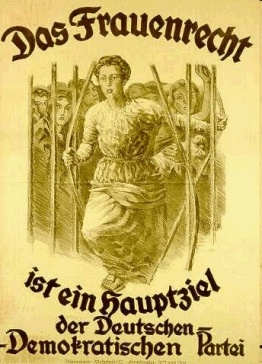 Das Frauenrecht
ist ein Hauptziel
der Deutschen
Demokratischen Partei